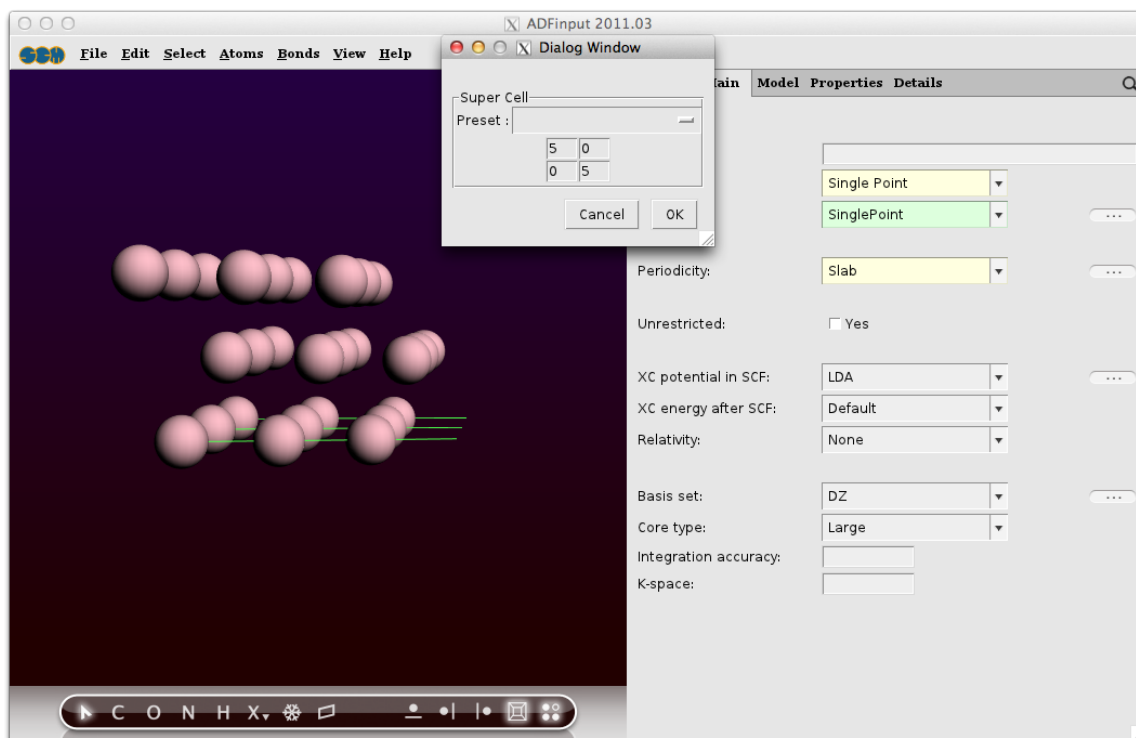 ADFinput 2011.03
SCM File Edit Select Atoms Bonds View Help
Dialog Window
Super Cell
Preset :
5 0
0 5
Cancel OK
Model Properties Details
Single Point
SinglePoint
Periodicity: Slab
Unrestricted: Yes
XC potential in SCF: LDA
XC energy after SCF: Default
Relativity: None
Basis set: DZ
Core type: Large
Integration accuracy:
K-space:
C O N H X